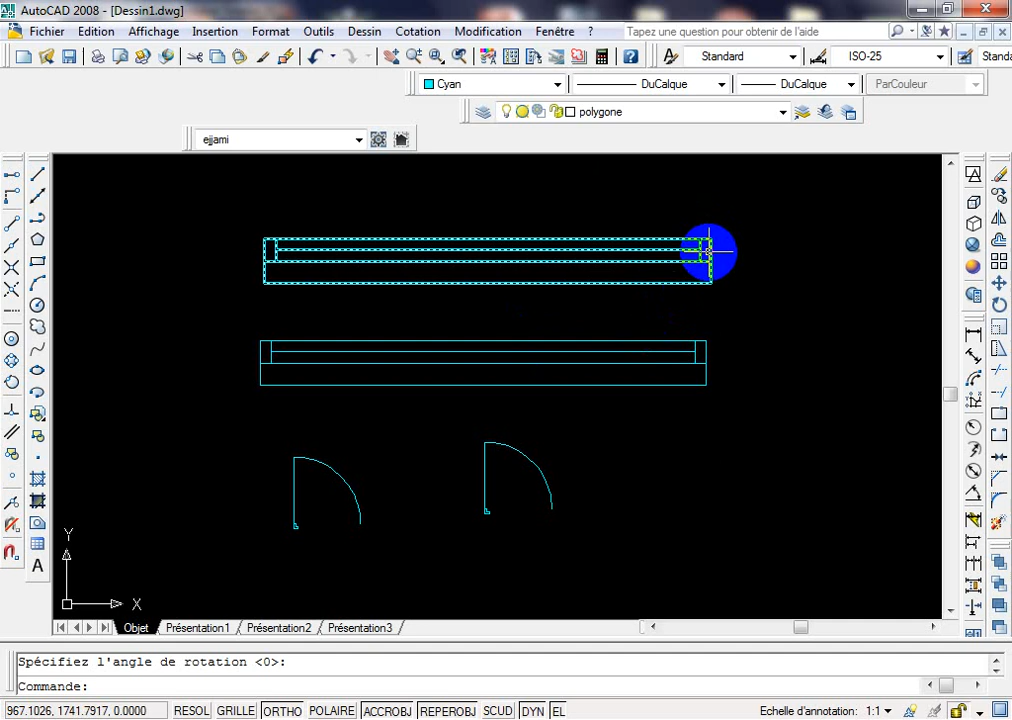 AutoCAD 2008 - [Dessin1.dwg]
Fichier Edition Affichage Insertion Format Outils Dessin Cotation Modification Fenêtre ? Tapez une question pour obtenir de l'aide
Standard ISO-25 Standa
Cyan DuCalque DuCalque ParCouleur
polygone
ejjami
A
Y
X
Objet Présentation1 Présentation2 Présentation3
Spécifiez l'angle de rotation <0>:
Commande:
967.1026, 1741.7917, 0.0000 RESOL GRILLE ORTHO POLAIRE ACCROBJ REPEROBJ SCUD DYN EL Echelle d'annotation: 1:1